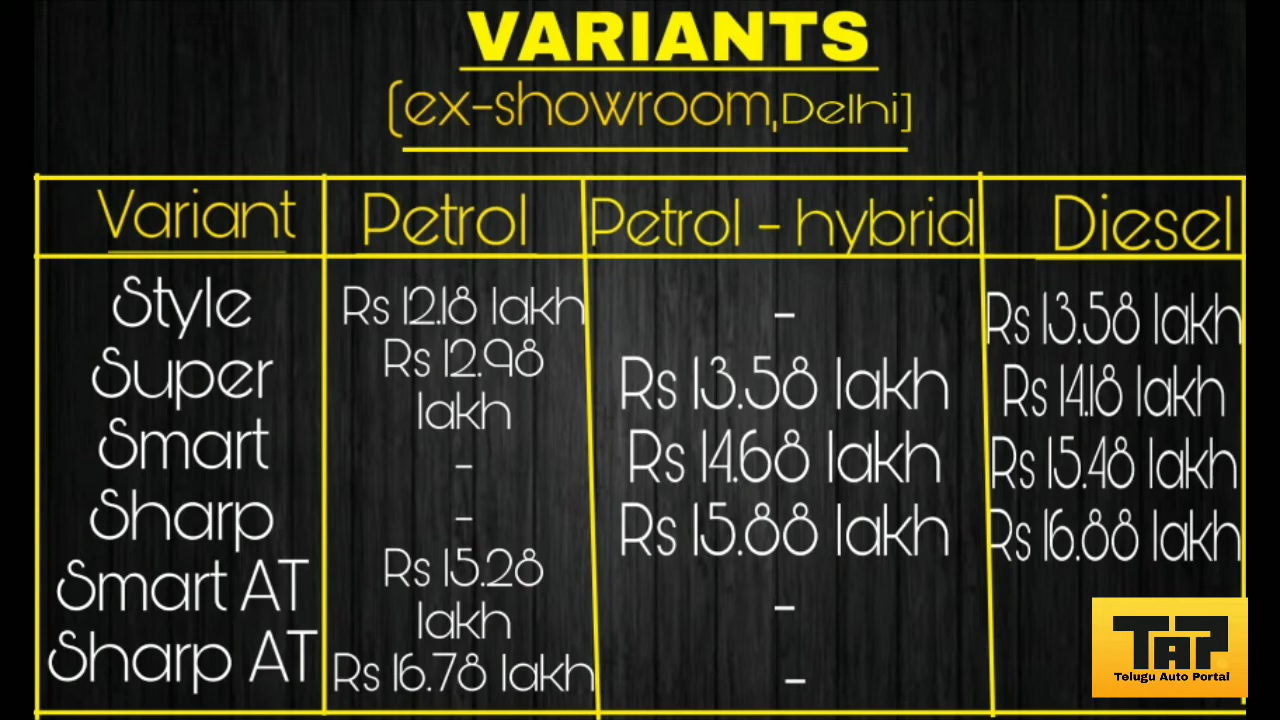 VARIANTS
(ex-showroom,Delhi]
Variant Petrol Petrol - hybrid Diesel
Style Rs 12.18 lakh - Rs 13.58 lakh
Super Rs 12.98 lakh Rs 13.58 lakh Rs 14.18 lakh
Smart - Rs 14.68 lakh Rs 15.48 lakh
Sharp - Rs 15.88 lakh Rs 16.88 lakh
Smart AT Rs 15.28 lakh -
Sharp AT Rs 16.78 lakh -
TAP
Telugu Auto Portal